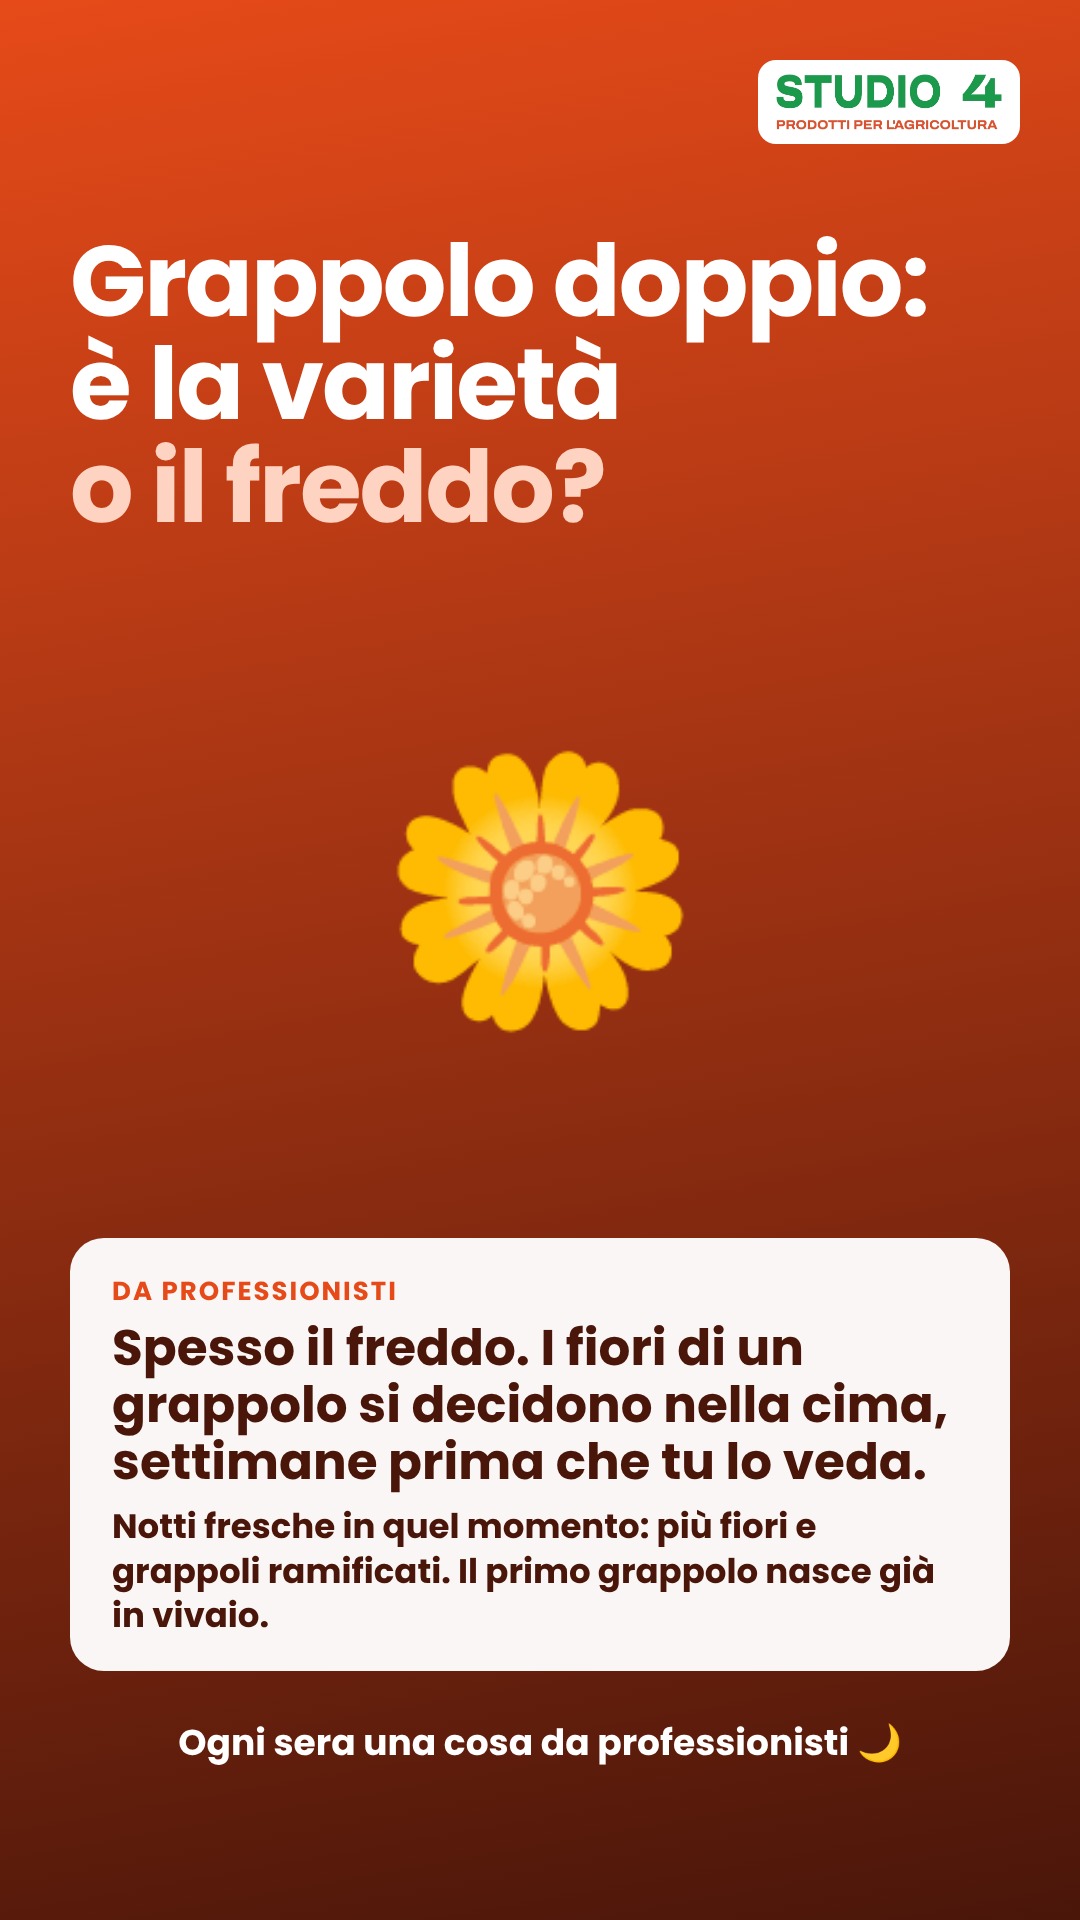 STUDIO 4
PRODOTTI PER L'AGRICOLTURA
Grappolo doppio:
è la varietà
o il freddo?
DA PROFESSIONISTI
Spesso il freddo. I fiori di un
grappolo si decidono nella cima,
settimane prima che tu lo veda.
Notti fresche in quel momento: più fiori e
grappoli ramificati. Il primo grappolo nasce già
in vivaio.
Ogni sera una cosa da professionisti 🌙